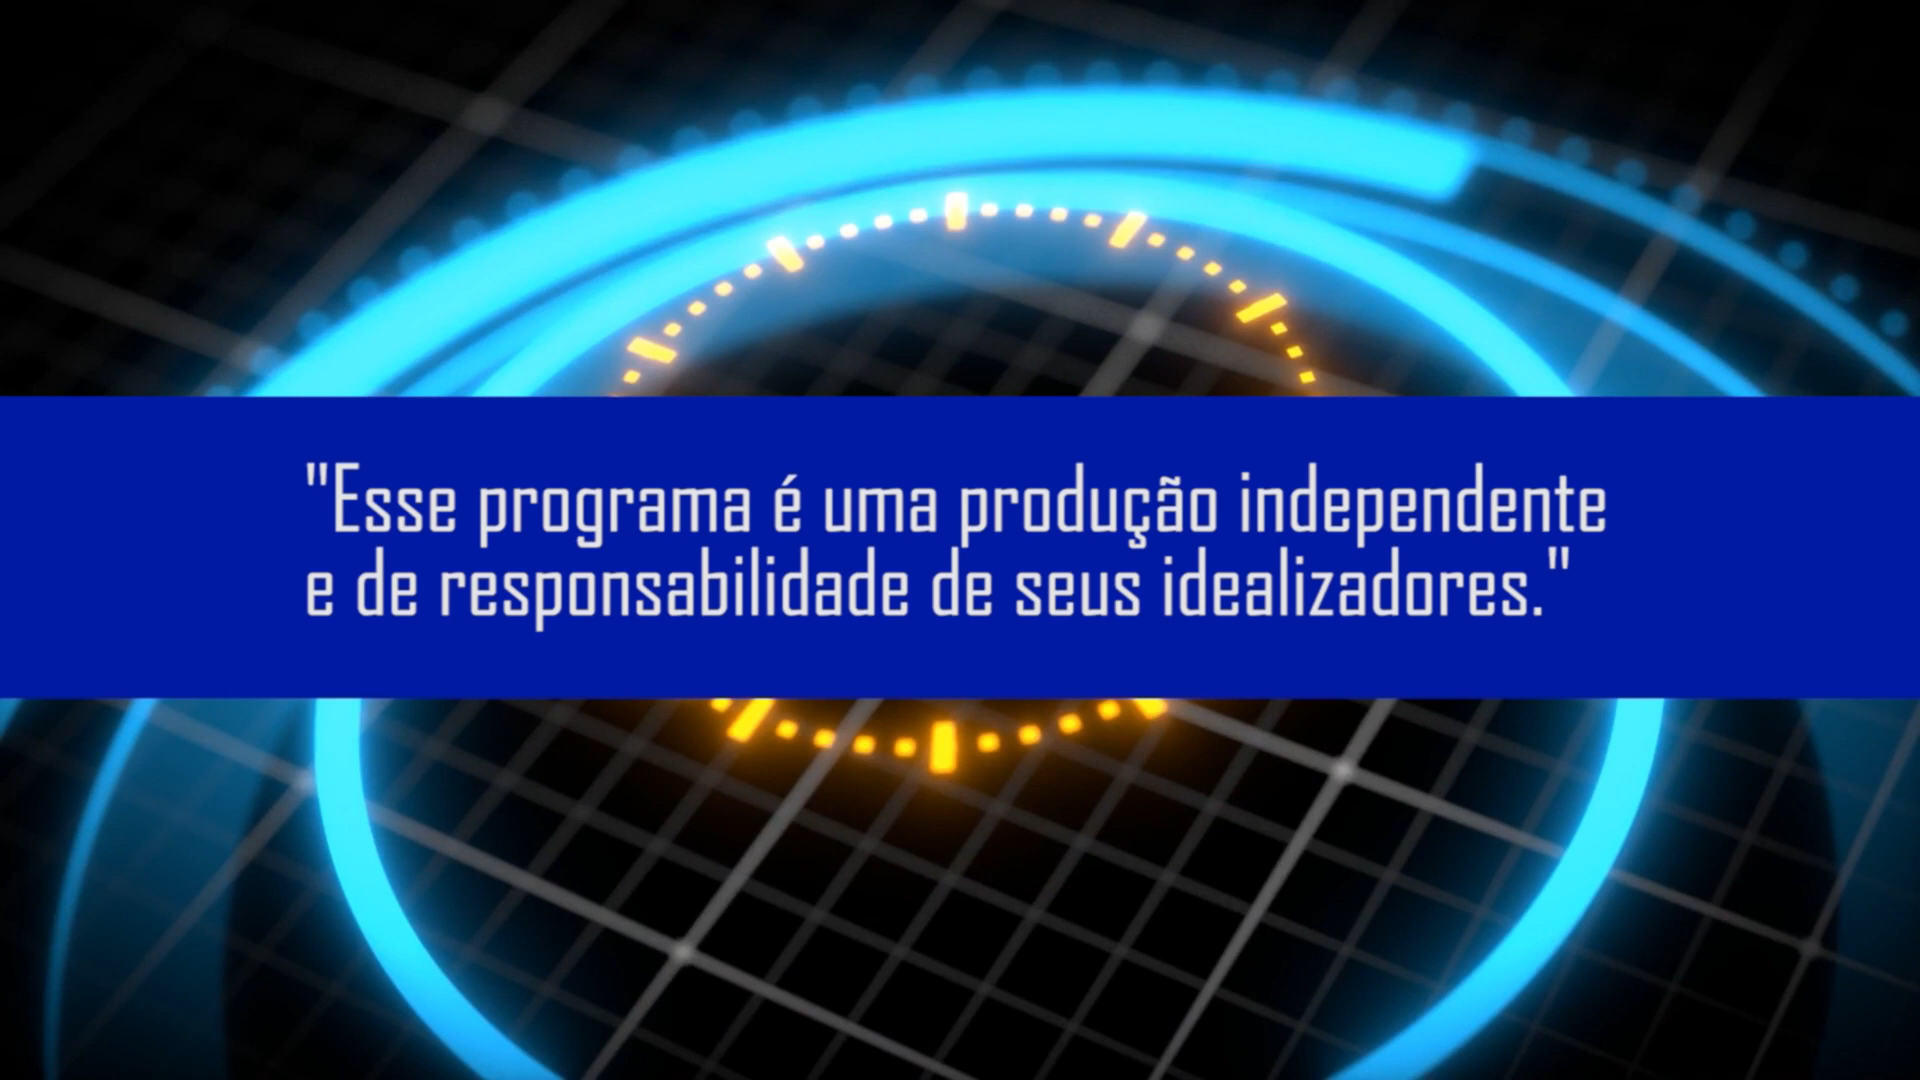 "Esse programa é uma produção independente
e de responsabilidade de seus idealizadores."